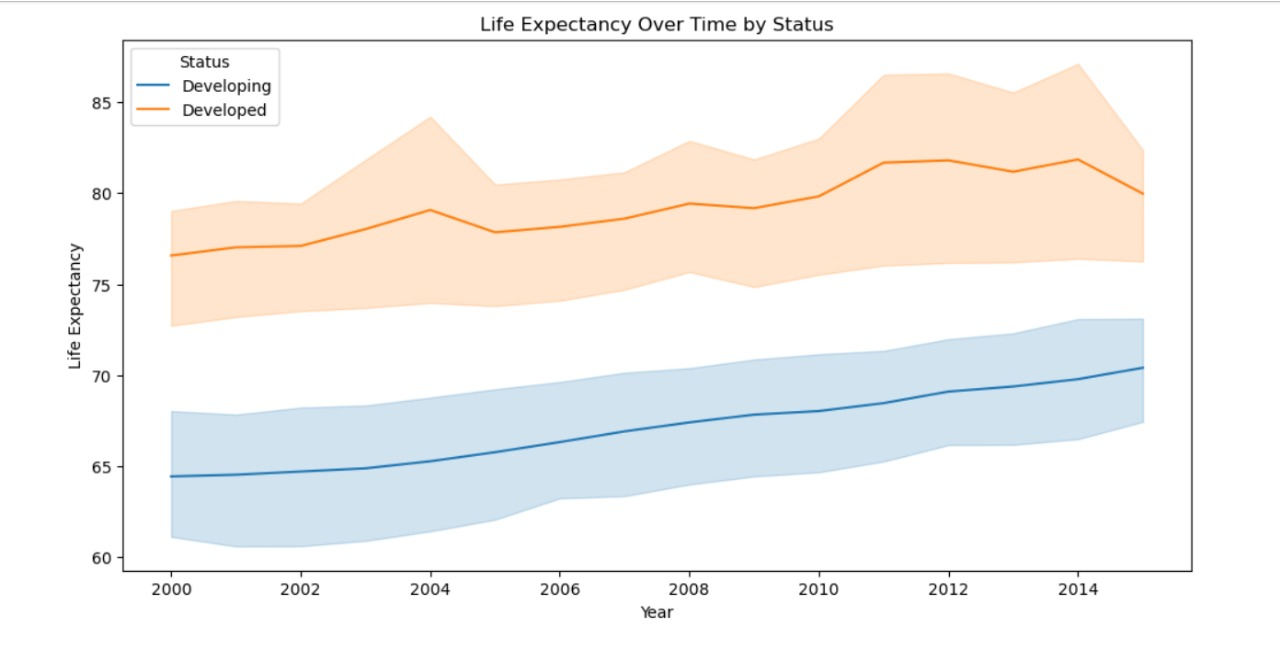 Life Expectancy Over Time by Status
Status
Developing
Developed
85
80
75
70
65
60
Life Expectancy
2000 2002 2004 2006 2008 2010 2012 2014
Year